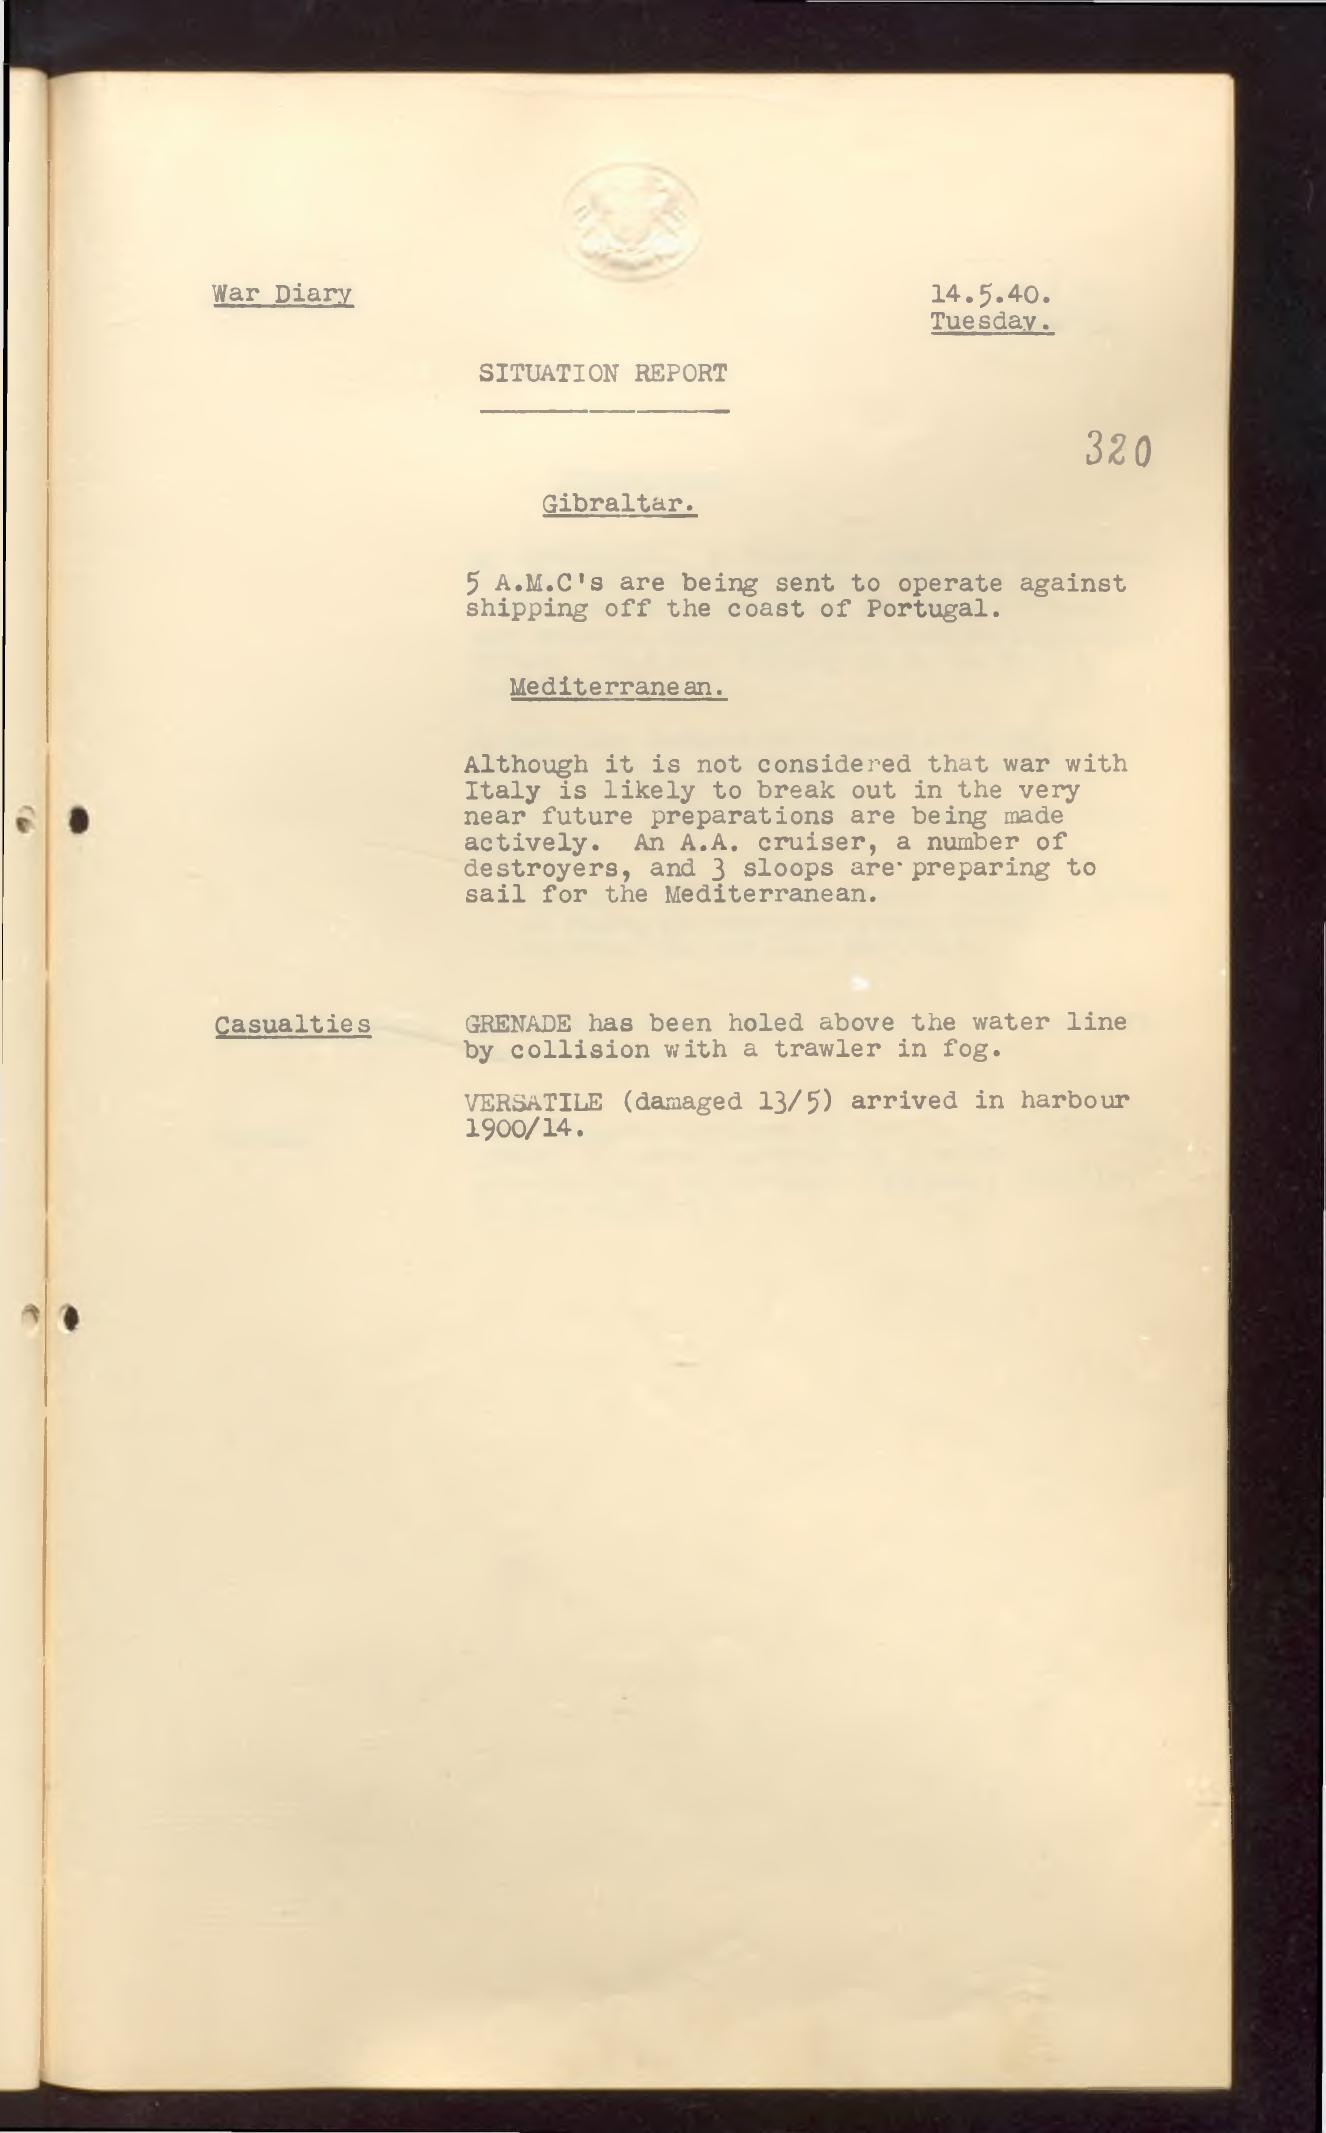 War Diary
14.5.40.
Tuesday.
SITUATION REPORT
320
Gibraltar.
5 A.M.C's are being sent to operate against
shipping off the coast of Portugal.
Mediterranean.
Although it is not considered that war with
Italy is likely to break out in the very
near future preparations are being made
actively. An A.A. cruiser, a number of
destroyers, and 3 sloops are preparing to
sail for the Mediterranean.
Casualties
GRENADE has been holed above the water line
by collision with a trawler in fog.
VERSATILE (damaged 13/5) arrived in harbour
1900/14.